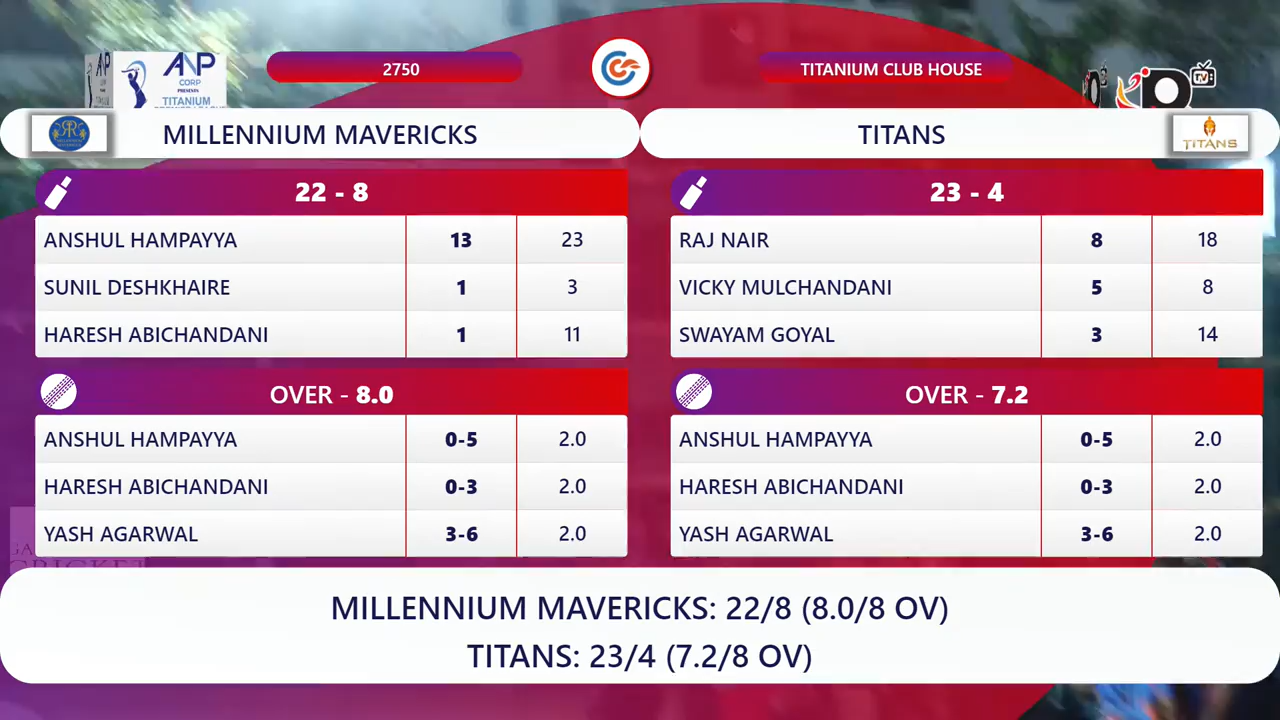 ANP
CORP
PRESENTS
TITANIUM
2750
TITANIUM CLUB HOUSE
TV
MILLENNIUM MAVERICKS
TITANS
TITANS
22 - 8
ANSHUL HAMPAYYA 13 23
SUNIL DESHKHAIRE 1 3
HARESH ABICHANDANI 1 11
23 - 4
RAJ NAIR 8 18
VICKY MULCHANDANI 5 8
SWAYAM GOYAL 3 14
OVER - 8.0
ANSHUL HAMPAYYA 0-5 2.0
HARESH ABICHANDANI 0-3 2.0
YASH AGARWAL 3-6 2.0
OVER - 7.2
ANSHUL HAMPAYYA 0-5 2.0
HARESH ABICHANDANI 0-3 2.0
YASH AGARWAL 3-6 2.0
MILLENNIUM MAVERICKS: 22/8 (8.0/8 OV)
TITANS: 23/4 (7.2/8 OV)